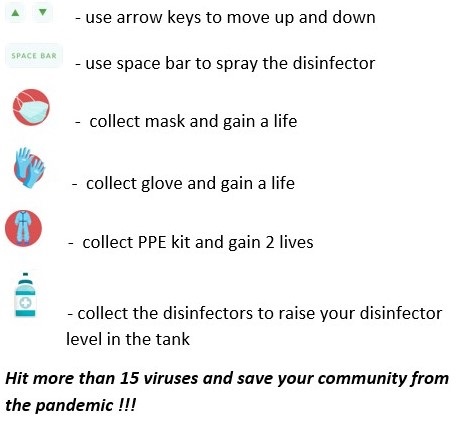 - use arrow keys to move up and down
SPACE BAR
- use space bar to spray the disinfector
- collect mask and gain a life
- collect glove and gain a life
- collect PPE kit and gain 2 lives
- collect the disinfectors to raise your disinfector
level in the tank
Hit more than 15 viruses and save your community from
the pandemic !!!